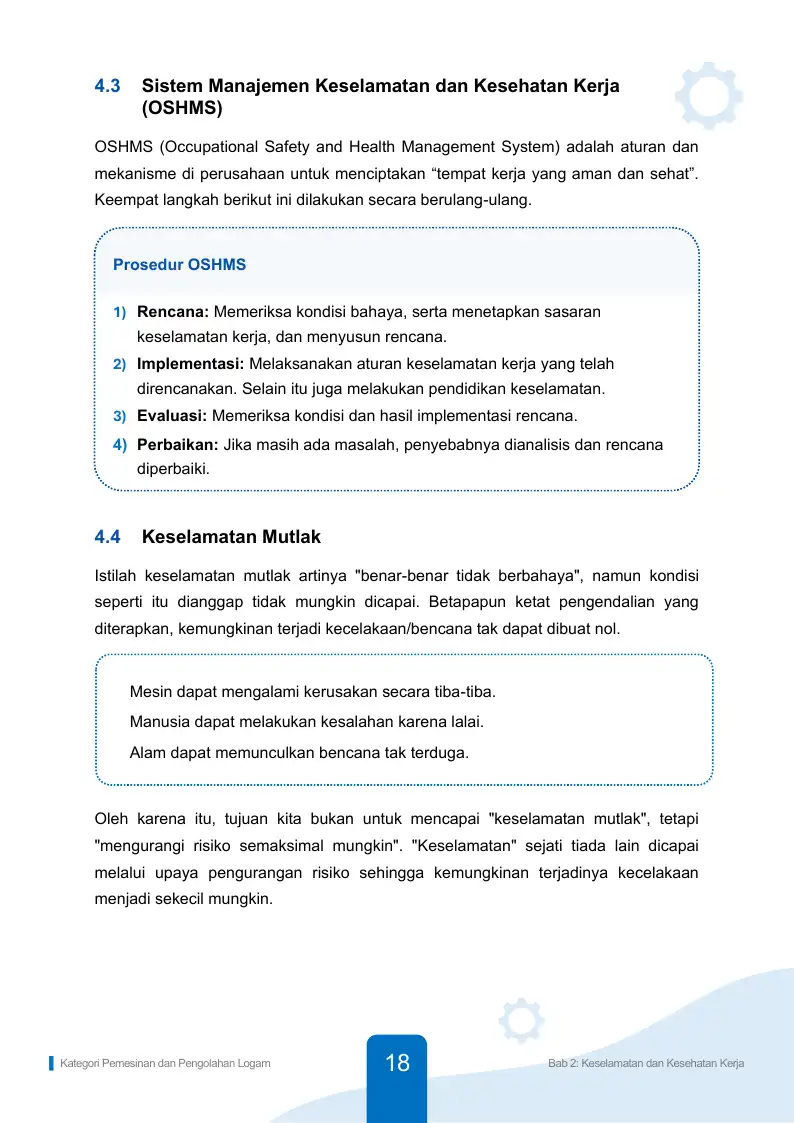 4.3 Sistem Manajemen Keselamatan dan Kesehatan Kerja
(OSHMS)
OSHMS (Occupational Safety and Health Management System) adalah aturan dan
mekanisme di perusahaan untuk menciptakan “tempat kerja yang aman dan sehat”.
Keempat langkah berikut ini dilakukan secara berulang-ulang.
Prosedur OSHMS
1) Rencana: Memeriksa kondisi bahaya, serta menetapkan sasaran
keselamatan kerja, dan menyusun rencana.
2) Implementasi: Melaksanakan aturan keselamatan kerja yang telah
direncanakan. Selain itu juga melakukan pendidikan keselamatan.
3) Evaluasi: Memeriksa kondisi dan hasil implementasi rencana.
4) Perbaikan: Jika masih ada masalah, penyebabnya dianalisis dan rencana
diperbaiki.
4.4 Keselamatan Mutlak
Istilah keselamatan mutlak artinya "benar-benar tidak berbahaya", namun kondisi
seperti itu dianggap tidak mungkin dicapai. Betapapun ketat pengendalian yang
diterapkan, kemungkinan terjadi kecelakaan/bencana tak dapat dibuat nol.
Mesin dapat mengalami kerusakan secara tiba-tiba.
Manusia dapat melakukan kesalahan karena lalai.
Alam dapat memunculkan bencana tak terduga.
Oleh karena itu, tujuan kita bukan untuk mencapai "keselamatan mutlak", tetapi
"mengurangi risiko semaksimal mungkin". "Keselamatan" sejati tiada lain dicapai
melalui upaya pengurangan risiko sehingga kemungkinan terjadinya kecelakaan
menjadi sekecil mungkin.
Kategori Pemesinan dan Pengolahan Logam
18
Bab 2: Keselamatan dan Kesehatan Kerja